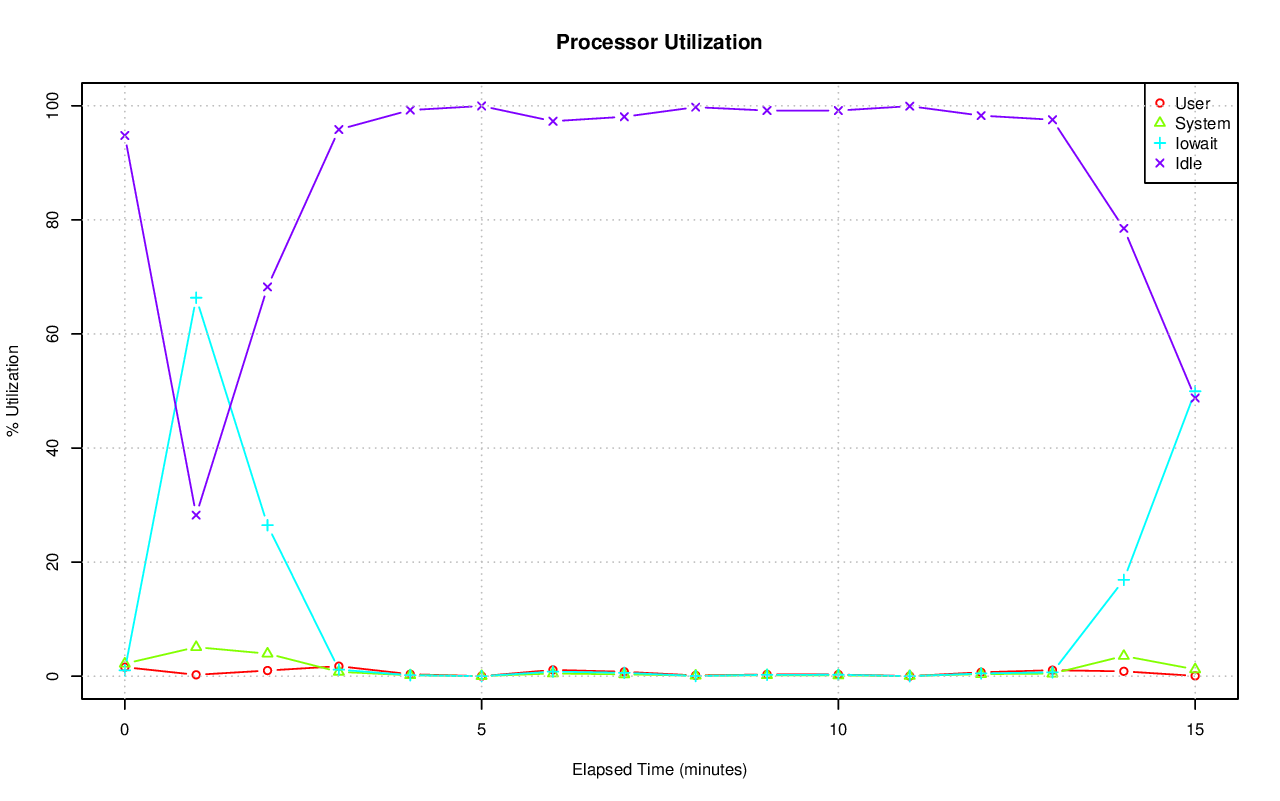 Processor Utilization
User
System
Iowait
Idle
% Utilization
100
80
60
40
20
0
0 5 10 15
Elapsed Time (minutes)